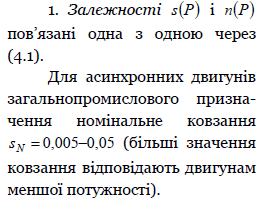 1. Залежності s(P) і n(P)
пов’язані одна з одною через
(4.1).
Для асинхронних двигунів
загальнопромислового призна-
чення номінальне ковзання
s_N = 0,005–0,05 (більші значення
ковзання відповідають двигунам
меншої потужності).